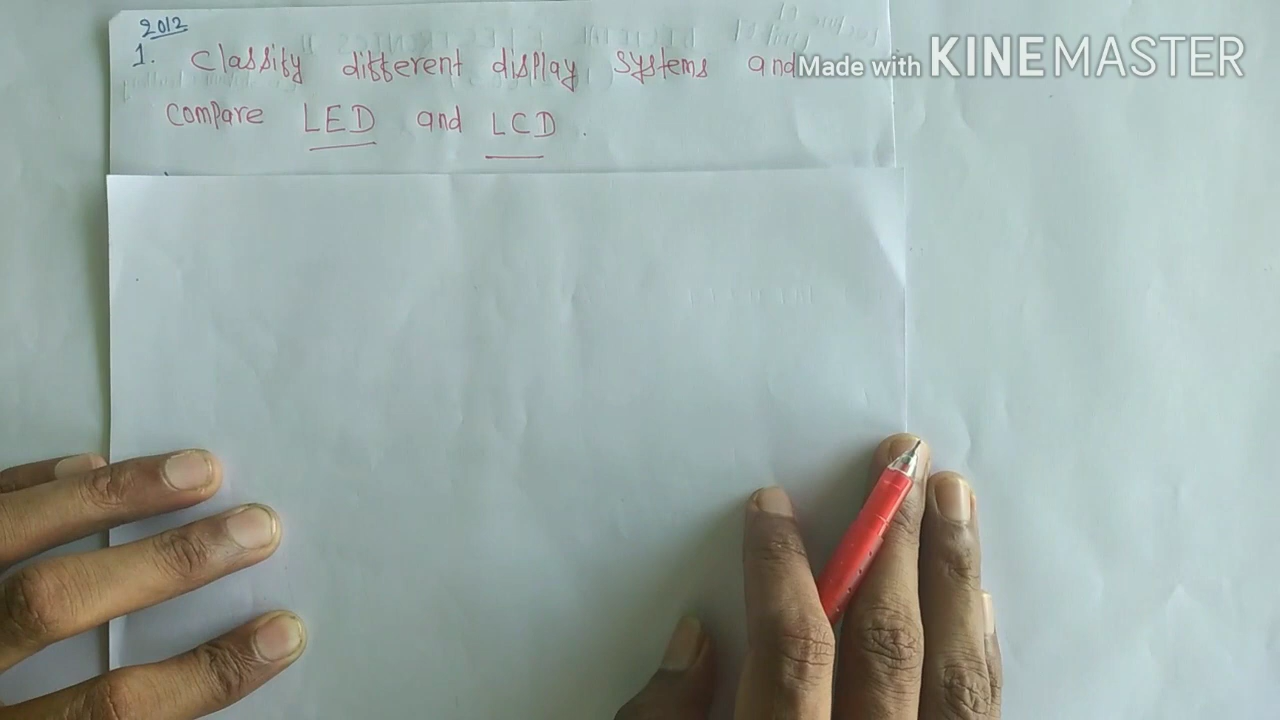 2012
1. Classify different display systems and
compare LED and LCD.
Made with KINEMASTER